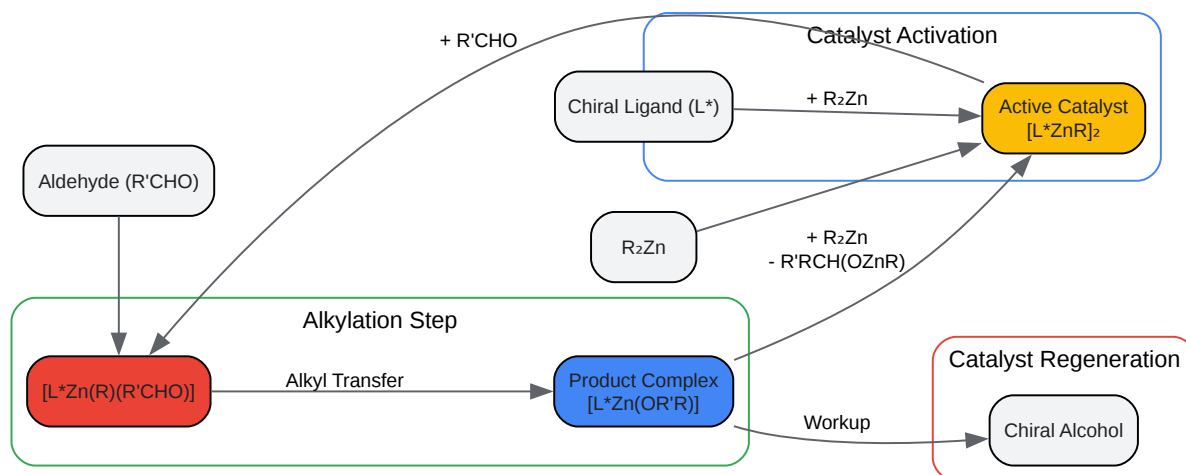 + R'CHO
Catalyst Activation
Chiral Ligand (L*)
+ R₂Zn
Active Catalyst
[L*ZnR]₂
Aldehyde (R'CHO)
R₂Zn
+ R₂Zn
- R'RCH(OZnR)
Alkylation Step
[L*Zn(R)(R'CHO)]
Alkyl Transfer
Product Complex
[L*Zn(OR'R)]
Catalyst Regeneration
Workup
Chiral Alcohol